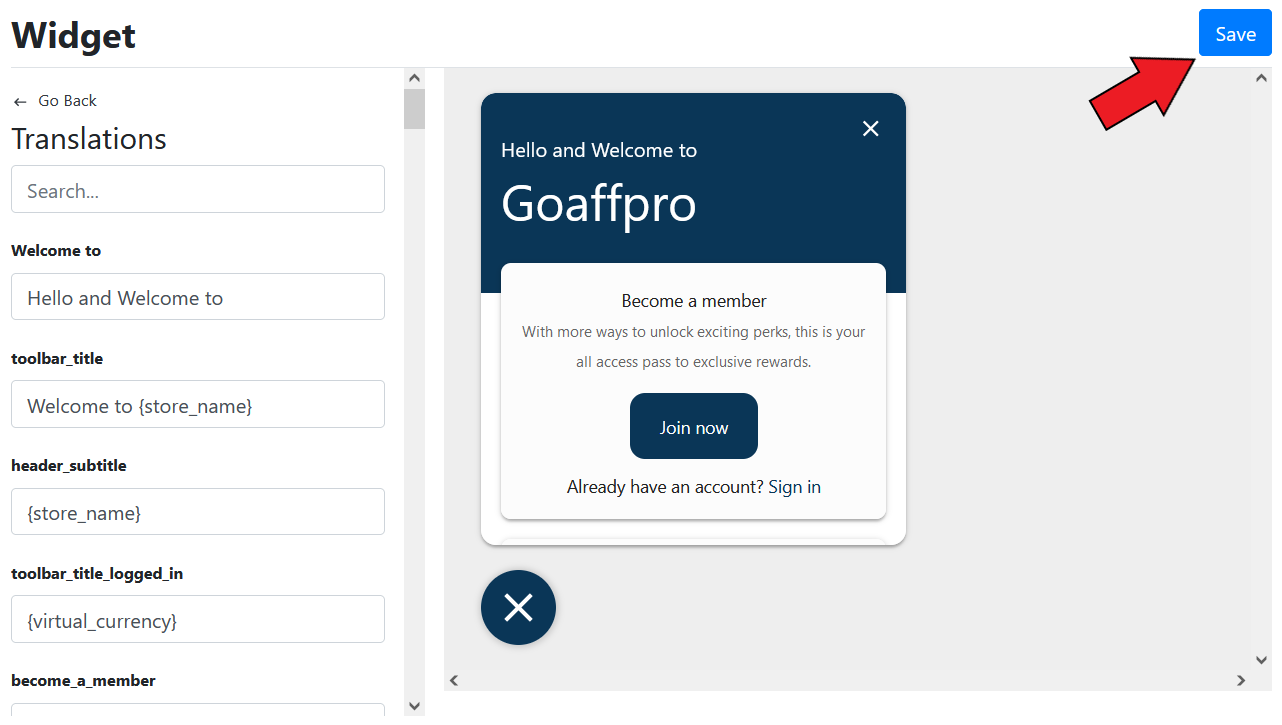 Widget
Save
Go Back
Translations
Search...
Welcome to
Hello and Welcome to
toolbar_title
Welcome to {store_name}
header_subtitle
{store_name}
toolbar_title_logged_in
{virtual_currency}
become_a_member
Hello and Welcome to
Goaffpro
Become a member
With more ways to unlock exciting perks, this is your
all access pass to exclusive rewards.
Join now
Already have an account? Sign in